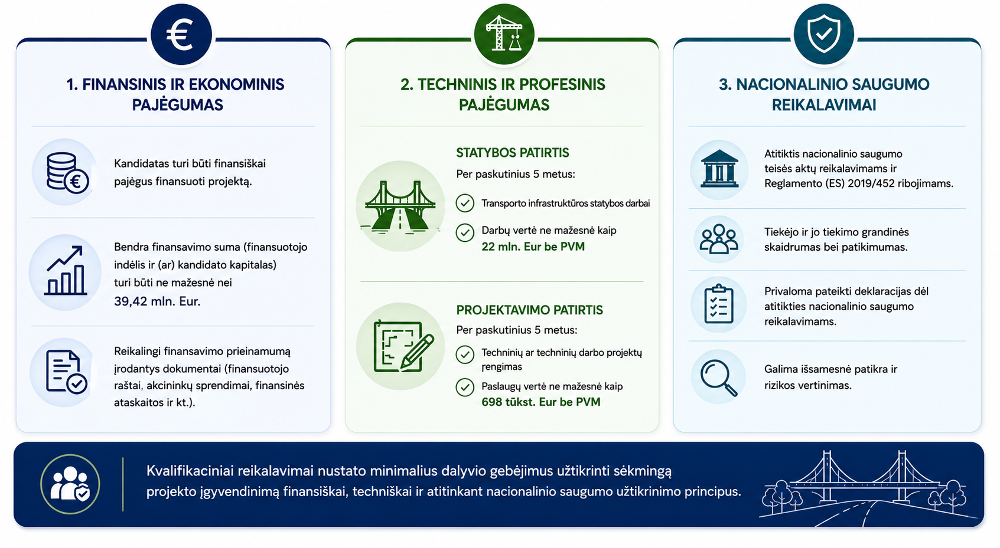 €
1. FINANSINIS IR EKONOMINIS
PAJĖGUMAS
€
Kandidatas turi būti finansiškai
pajėgus finansuoti projektą.
Bendra finansavimo suma (finansuotojo
indėlis ir (ar) kandidato kapitalas)
turi būti ne mažesnė nei
39,42 mln. Eur.
Reikalingi finansavimo prieinamumą
įrodantys dokumentai (finansuotojo
raštai, akcininkų sprendimai, finansinės
ataskaitos ir kt.).
2. TECHNINIS IR PROFESINIS
PAJĖGUMAS
STATYBOS PATIRTIS
Per paskutinius 5 metus:
Transporto infrastruktūros statybos darbai
Darbų vertė ne mažesnė kaip
22 mln. Eur be PVM
PROJEKTAVIMO PATIRTIS
Per paskutinius 5 metus:
Techninių ar techninių darbo projektų
rengimas
Paslaugų vertė ne mažesnė kaip
698 tūkst. Eur be PVM
3. NACIONALINIO SAUGUMO
REIKALAVIMAI
Atitiktis nacionalinio saugumo
teisės aktų reikalavimams ir
Reglamento (ES) 2019/452 ribojimams.
Tiekėjo ir jo tiekimo grandinės
skaidrumas bei patikimumas.
Privaloma pateikti deklaracijas dėl
atitikties nacionalinio saugumo
reikalavimams.
Galima išsamesnė patikra ir
rizikos vertinimas.
Kvalifikaciniai reikalavimai nustato minimalius dalyvio gebėjimus užtikrinti sėkmingą
projekto įgyvendinimą finansiškai, techniškai ir atitinkant nacionalinio saugumo užtikrinimo principus.